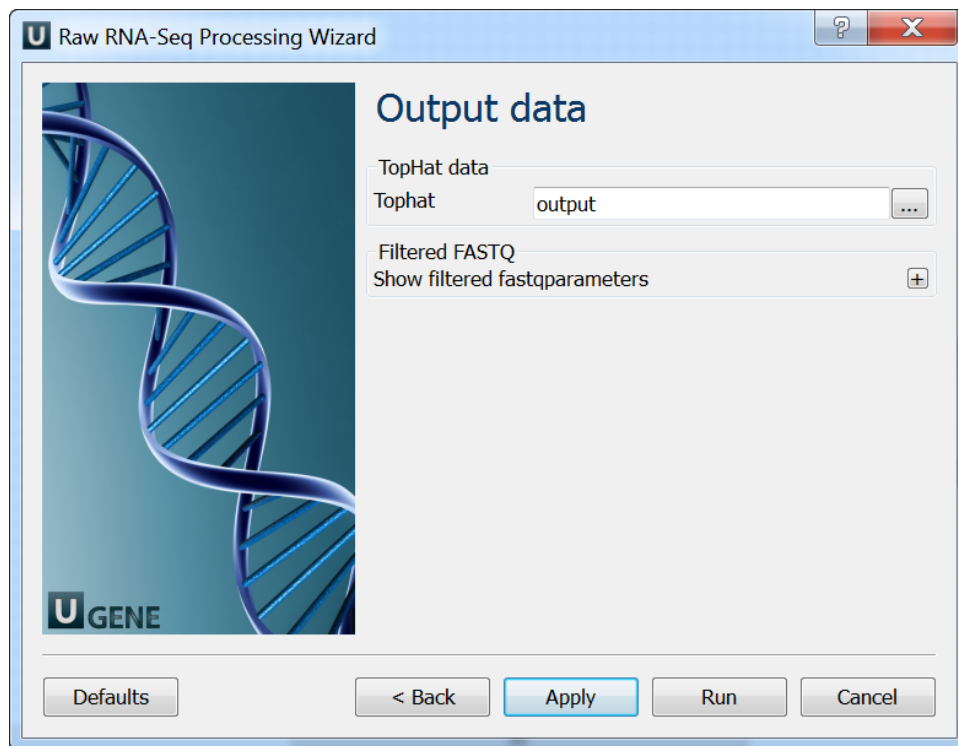 U Raw RNA-Seq Processing Wizard
?
X
Output data
TopHat data
Tophat output ...
Filtered FASTQ
Show filtered fastqparameters +
U GENE
Defaults < Back Apply Run Cancel